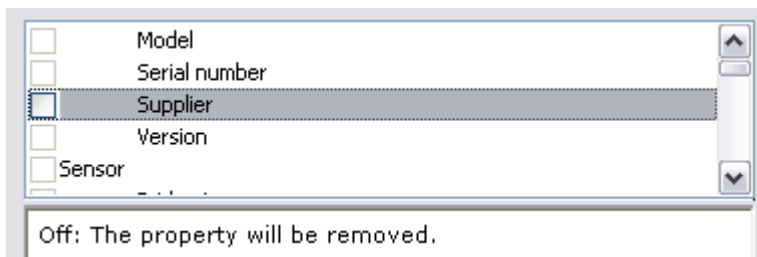 Model
Serial number
Supplier
Version
Sensor
Off: The property will be removed.